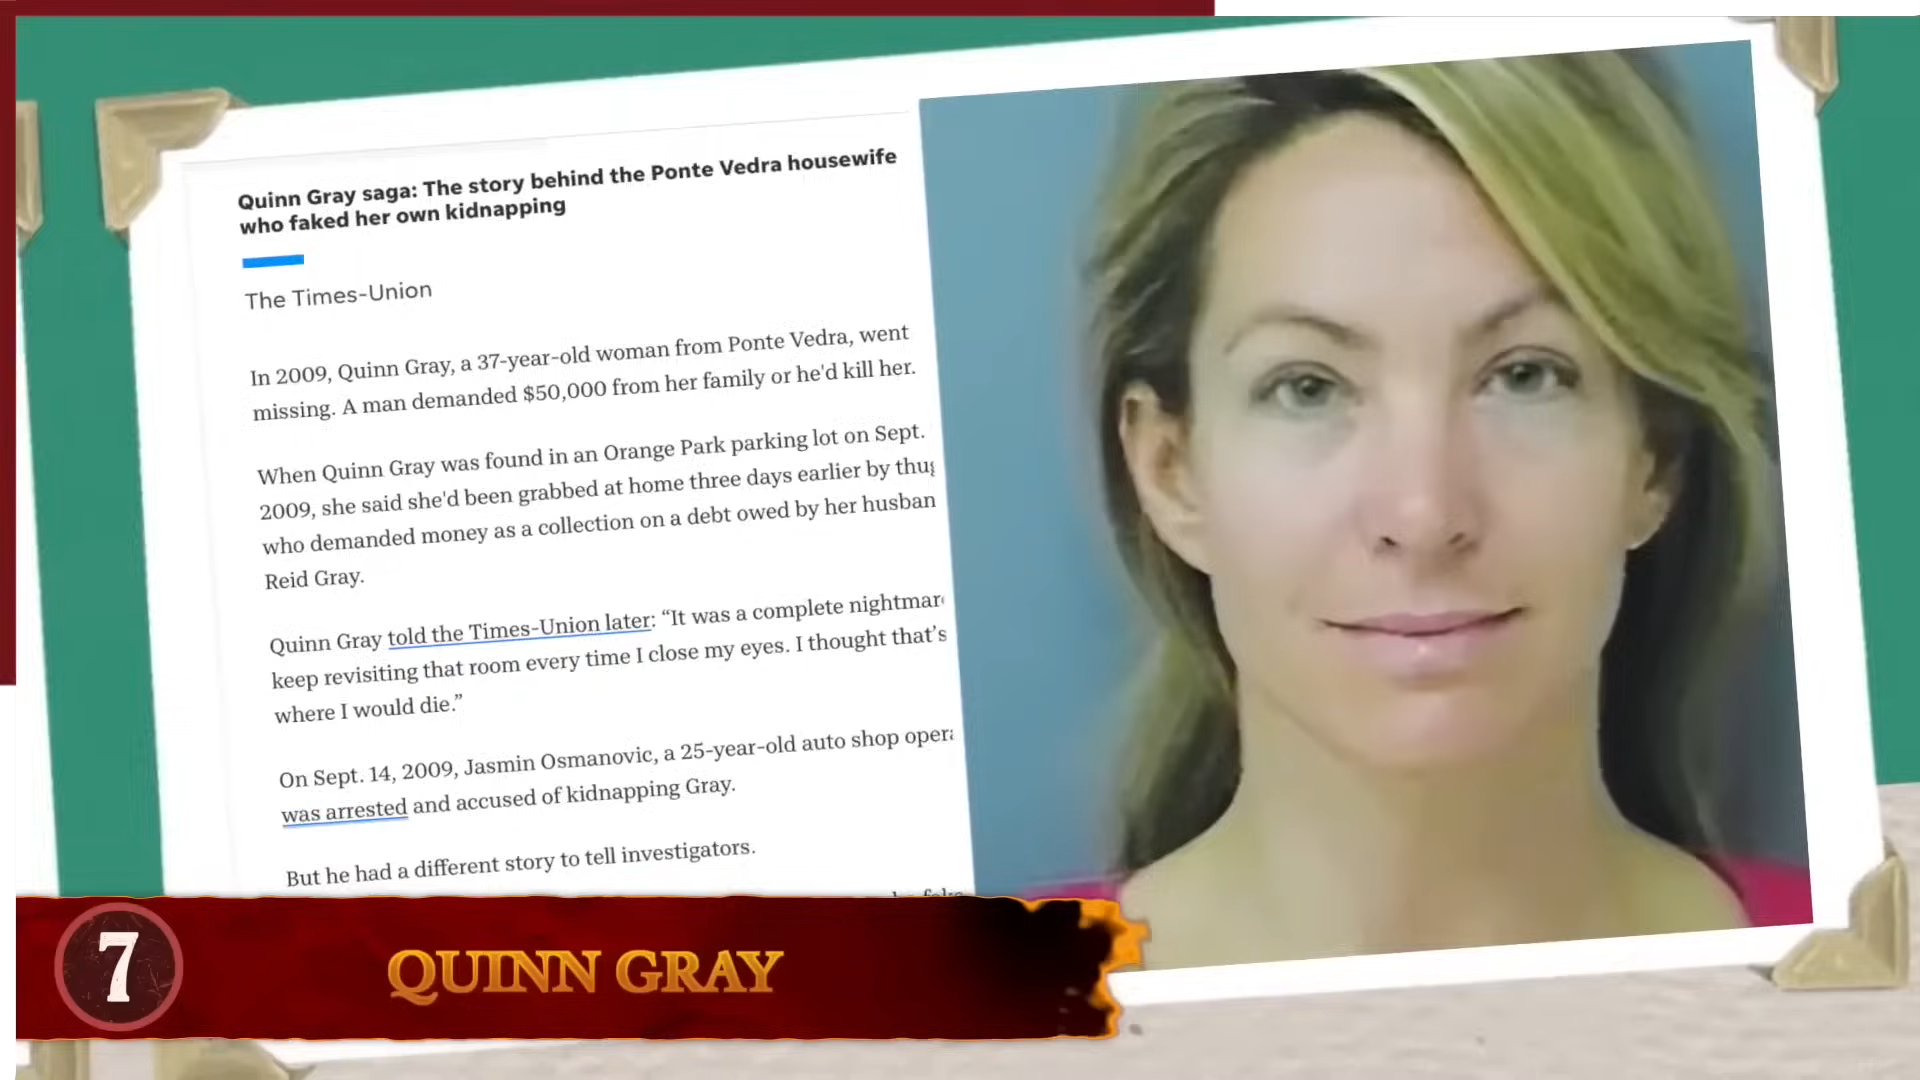 Quinn Gray saga: The story behind the Ponte Vedra housewife
who faked her own kidnapping
The Times-Union
In 2009, Quinn Gray, a 37-year-old woman from Ponte Vedra, went
missing. A man demanded $50,000 from her family or he'd kill her.
When Quinn Gray was found in an Orange Park parking lot on Sept.
2009, she said she'd been grabbed at home three days earlier by thug
who demanded money as a collection on a debt owed by her husban
Reid Gray.
Quinn Gray told the Times-Union later: “It was a complete nightmar
keep revisiting that room every time I close my eyes. I thought that’s
where I would die.”
On Sept. 14, 2009, Jasmin Osmanovic, a 25-year-old auto shop oper
was arrested and accused of kidnapping Gray.
But he had a different story to tell investigators.
7
QUINN GRAY